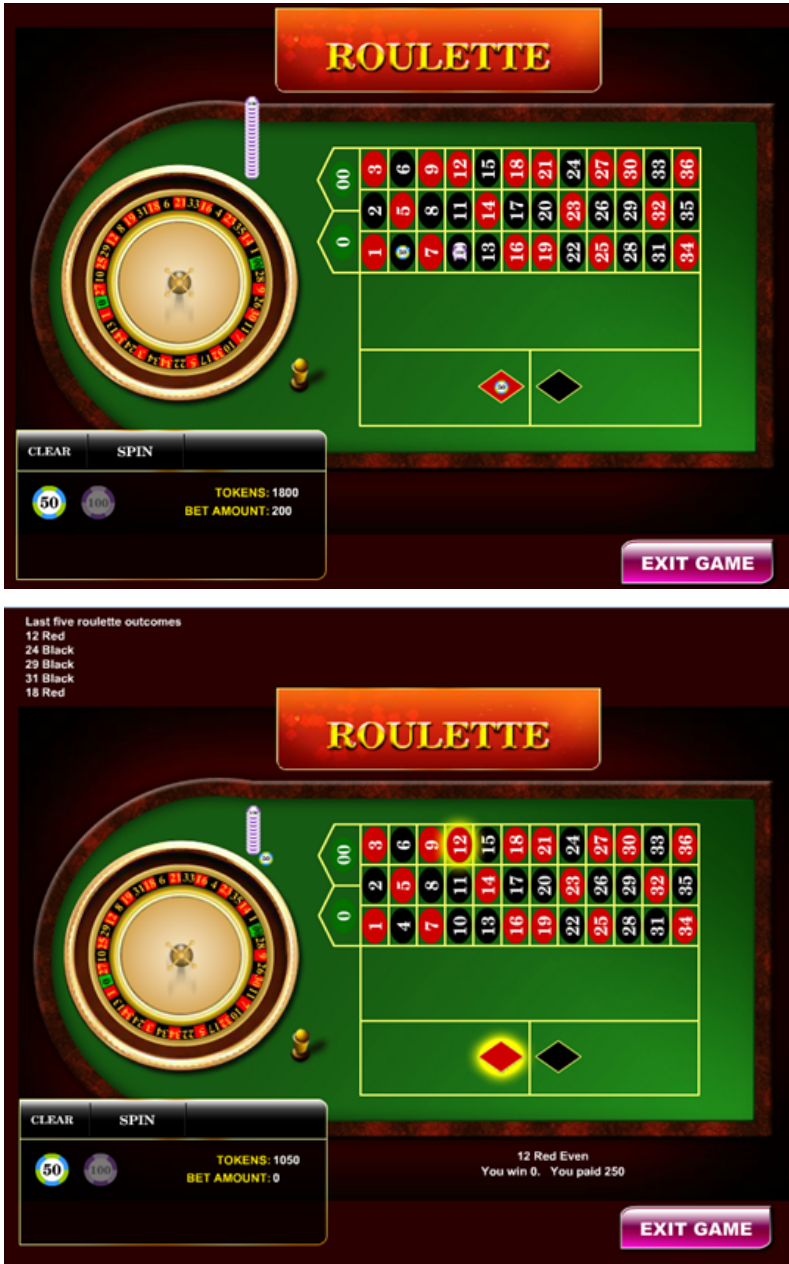 ROULETTE
00 3 6 9 12 15 18 21 24 27 30 33 36
2 5 8 11 14 17 20 23 26 29 32 35
0 1 7 13 16 19 22 25 28 31 34
50
CLEAR SPIN
50 100 TOKENS: 1800
BET AMOUNT: 200
EXIT GAME
Last five roulette outcomes
12 Red
24 Black
29 Black
31 Black
18 Red
ROULETTE
00 3 6 9 12 15 18 21 24 27 30 33 36
2 5 8 11 14 17 20 23 26 29 32 35
0 1 4 7 10 13 16 19 22 25 28 31 34
CLEAR SPIN
50 100 TOKENS: 1050
BET AMOUNT: 0
12 Red Even
You win 0. You paid 250
EXIT GAME